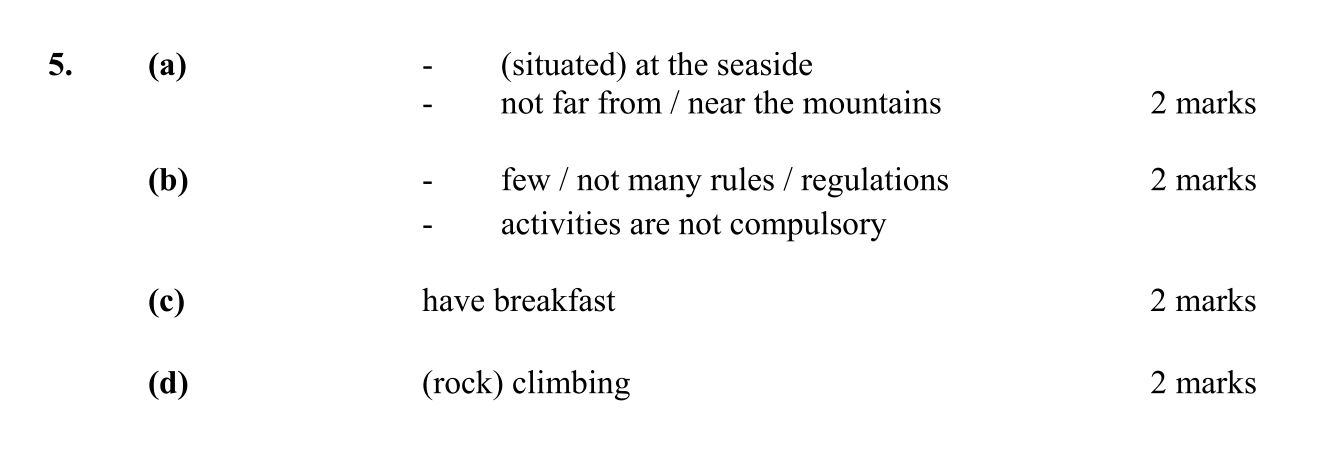 5. (a) - (situated) at the seaside
- not far from / near the mountains 2 marks
(b) - few / not many rules / regulations 2 marks
- activities are not compulsory
(c) have breakfast 2 marks
(d) (rock) climbing 2 marks